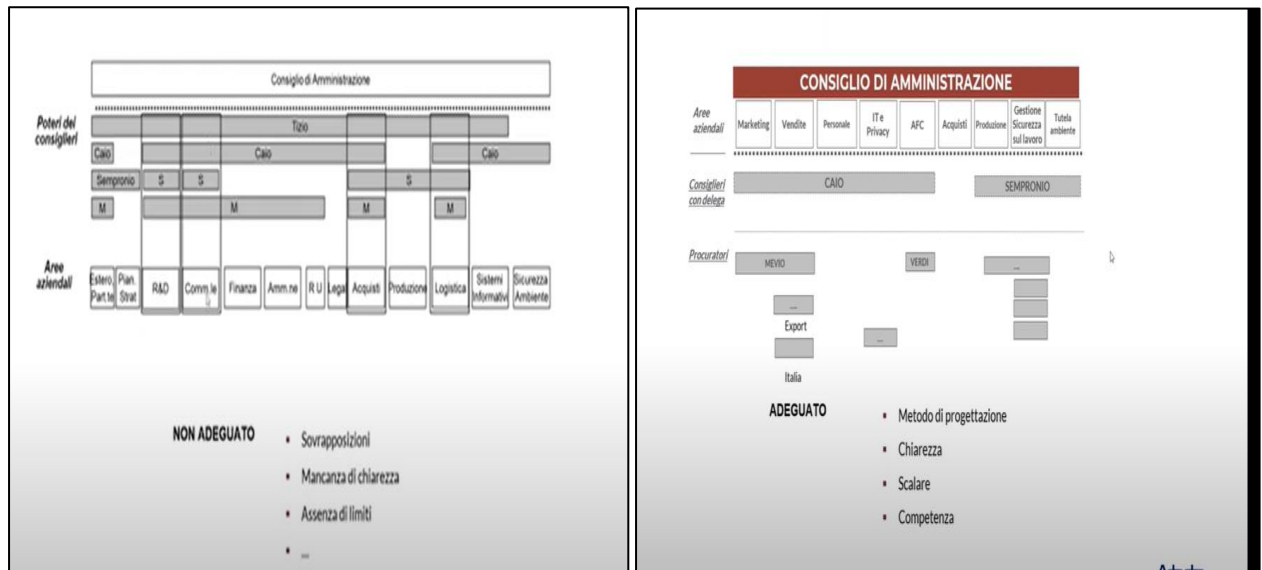 Consiglio di Amministrazione
Poteri dei
consiglieri
Tizio
Caio
Caio
Caio
Sempronio
S
S
S
M
M
M
M
Aree
aziendali
Estero,
Part.te
Pian.
Strat
R&D
Comm.le
Finanza
Amm.ne
R U
Legal
Acquisti
Produzione
Logistica
Sistemi
Informativi
Sicurezza
Ambiente
NON ADEGUATO
▪ Sovrapposizioni
▪ Mancanza di chiarezza
▪ Assenza di limiti
▪ ...
CONSIGLIO DI AMMINISTRAZIONE
Aree
aziendali
Marketing
Vendite
Personale
IT e
Privacy
AFC
Acquisti
Produzione
Gestione
Sicurezza
sul lavoro
Tutela
ambiente
Consiglieri
con delega
CAIO
SEMPRONIO
Procuratori
MEVIO
VERDI
...
...
Export
...
Italia
ADEGUATO
▪ Metodo di progettazione
▪ Chiarezza
▪ Scalare
▪ Competenza